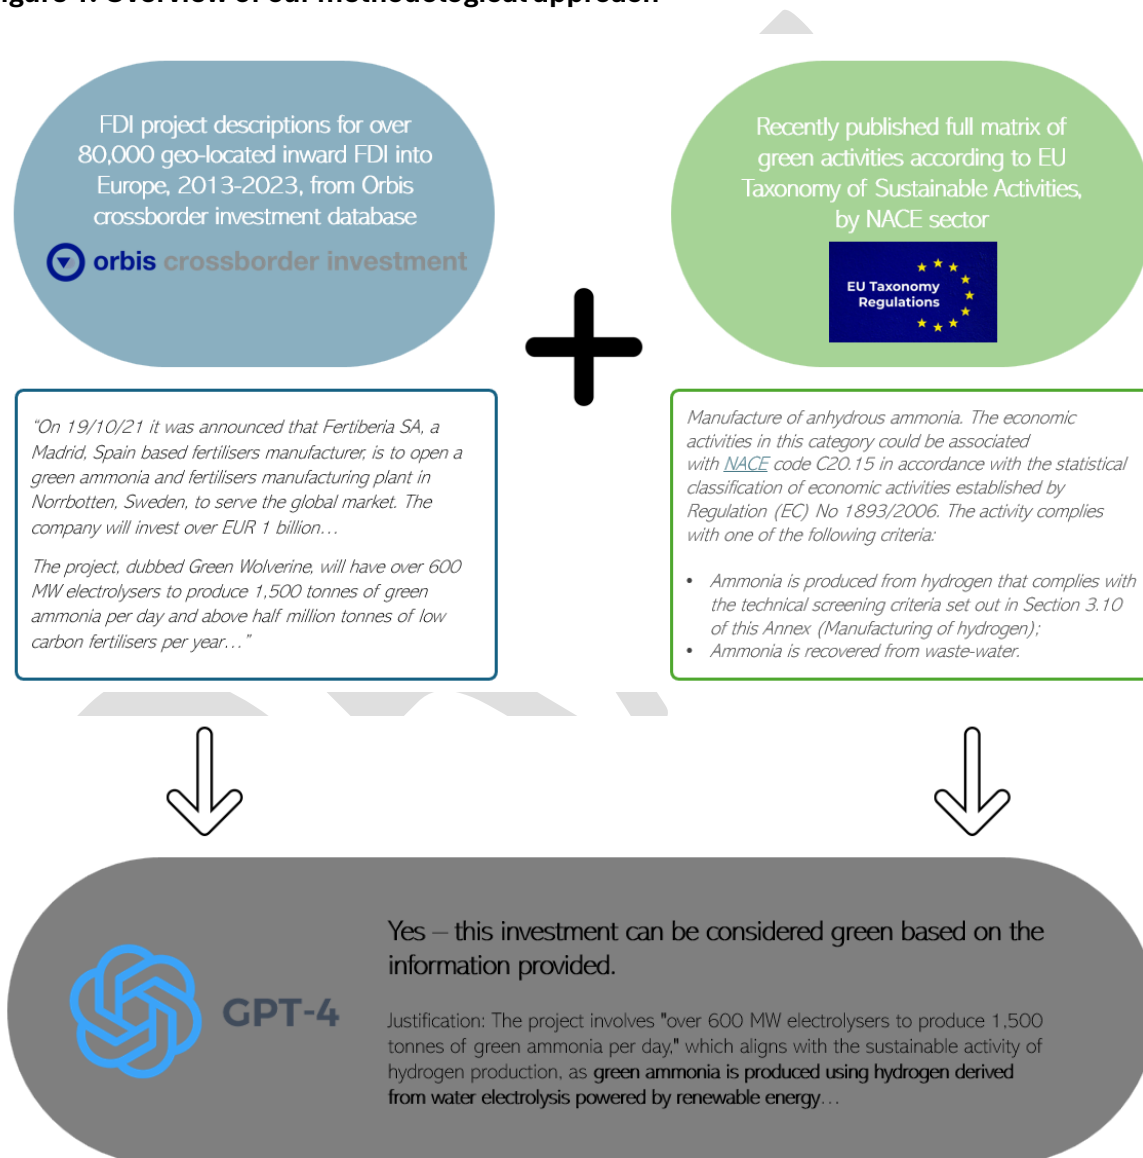 Figure 1: Overview of our methodological approach
FDI project descriptions for over
80,000 geo-located inward FDI into
Europe, 2013-2023, from Orbis
crossborder investment database
orbis crossborder investment
Recently published full matrix of
green activities according to EU
Taxonomy of Sustainable Activities,
by NACE sector
EU Taxonomy
Regulations
“On 19/10/21 it was announced that Fertiberia SA, a
Madrid, Spain based fertilisers manufacturer, is to open a
green ammonia and fertilisers manufacturing plant in
Norrbotten, Sweden, to serve the global market. The
company will invest over EUR 1 billion…
The project, dubbed Green Wolverine, will have over 600
MW electrolysers to produce 1,500 tonnes of green
ammonia per day and above half million tonnes of low
carbon fertilisers per year…”
Manufacture of anhydrous ammonia. The economic
activities in this category could be associated
with NACE code C20.15 in accordance with the statistical
classification of economic activities established by
Regulation (EC) No 1893/2006. The activity complies
with one of the following criteria:
• Ammonia is produced from hydrogen that complies with
the technical screening criteria set out in Section 3.10
of this Annex (Manufacturing of hydrogen);
• Ammonia is recovered from waste-water.
GPT-4
Yes – this investment can be considered green based on the
information provided.
Justification: The project involves "over 600 MW electrolysers to produce 1,500
tonnes of green ammonia per day," which aligns with the sustainable activity of
hydrogen production, as green ammonia is produced using hydrogen derived
from water electrolysis powered by renewable energy…